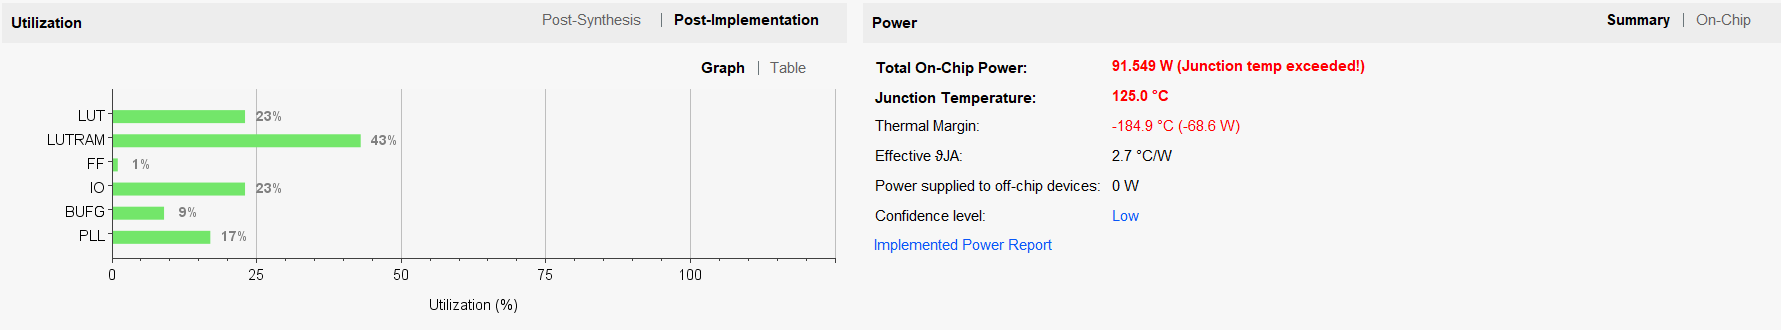 Utilization
Post-Synthesis | Post-Implementation
Graph | Table
LUT 23%
LUTRAM 43%
FF 1%
IO 23%
BUFG 9%
PLL 17%
0 25 50 75 100
Utilization (%)
Power
Summary | On-Chip
Total On-Chip Power: 91.549 W (Junction temp exceeded!)
Junction Temperature: 125.0 °C
Thermal Margin: -184.9 °C (-68.6 W)
Effective ϑJA: 2.7 °C/W
Power supplied to off-chip devices: 0 W
Confidence level: Low
Implemented Power Report